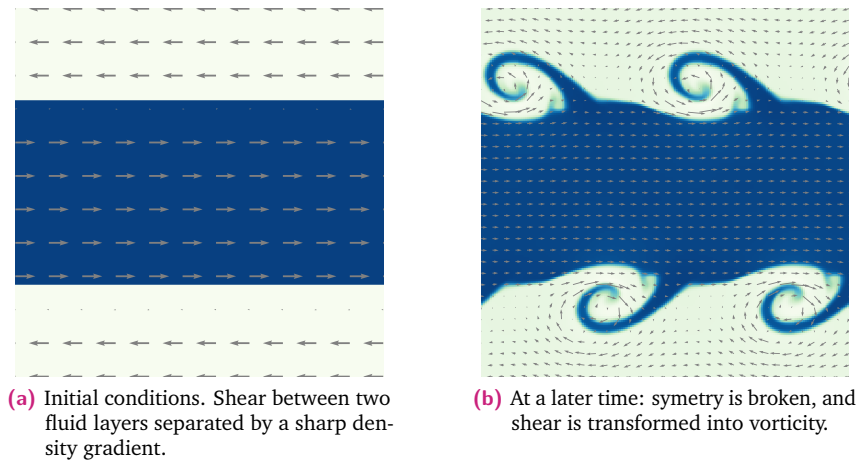 (a) Initial conditions. Shear between two
fluid layers separated by a sharp den-
sity gradient.
(b) At a later time: symetry is broken, and
shear is transformed into vorticity.